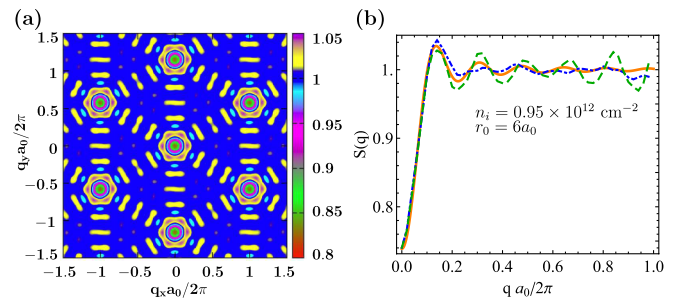 (a)
1.5
1
0.5
0
−0.5
−1
−1.5
q_y a_0/2π
−1.5 −1 −0.5 0 0.5 1 1.5
q_x a_0/2π
1.05
1
0.95
0.9
0.85
0.8
(b)
1.
0.9
0.8
S(q)
n_i = 0.95 × 10^12 cm^−2
r_0 = 6a_0
0.0 0.2 0.4 0.6 0.8 1.0
q a_0/2π